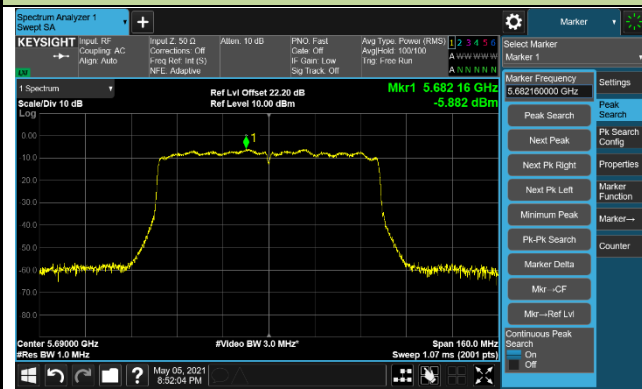 Spectrum Analyzer 1
Swept SA
Marker
KEYSIGHT
Input: RF
Coupling: AC
Align: Auto
Input Z: 50 Ω
Corrections: Off
Freq Ref: Int (S)
NFE: Adaptive
Atten: 10 dB
PNO: Fast
Gate: Off
IF Gain: Low
Sig Track: Off
Avg Type: Power (RMS)
Avg|Hold: 100/100
Trig: Free Run
1 2 3 4 5 6
A W W W W W
A N N N N N
LXI
Select Marker
Marker 1
1 Spectrum
Scale/Div 10 dB
Log
Ref Lvl Offset 22.20 dB
Ref Level 10.00 dBm
Mkr1 5.682 16 GHz
-5.882 dBm
Marker Frequency
5.682160000 GHz
Settings
Peak Search
Peak
Search
Next Peak
Pk Search
Config
Next Pk Right
Properties
Next Pk Left
Marker
Function
Minimum Peak
Marker→
Pk-Pk Search
Counter
Marker Delta
Mkr→CF
Mkr→Ref Lvl
Continuous Peak
Search
On
Off
1
0.00
-10.0
-20.0
-30.0
-40.0
-50.0
-60.0
-70.0
-80.0
Center 5.69000 GHz
#Res BW 1.0 MHz
#Video BW 3.0 MHz*
Span 160.0 MHz
Sweep 1.07 ms (2001 pts)
?
May 05, 2021
8:52:04 PM